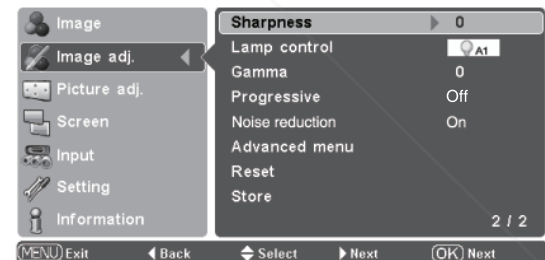 Image
Image adj.
Picture adj.
Screen
Input
Setting
Information
Sharpness 0
Lamp control A1
Gamma 0
Progressive Off
Noise reduction On
Advanced menu
Reset
Store
2 / 2
MENU Exit Back Select Next OK Next